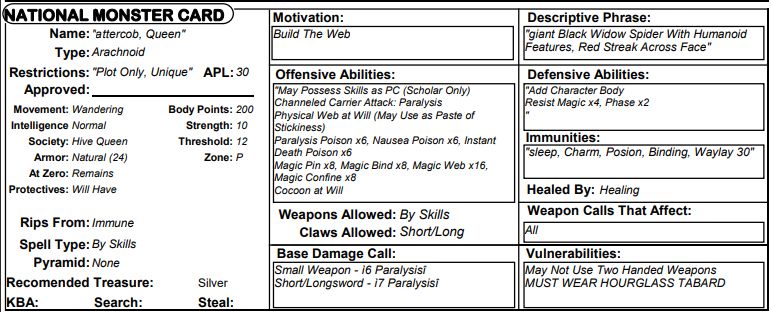 NATIONAL MONSTER CARD
Name: "attercob, Queen"
Type: Arachnoid
Restrictions: "Plot Only, Unique" APL: 30
Approved:
Movement: Wandering Body Points: 200
Intelligence Normal Strength: 10
Society: Hive Queen Threshold: 12
Armor: Natural (24) Zone: P
At Zero: Remains
Protectives: Will Have
Rips From: Immune
Spell Type: By Skills
Pyramid: None
Recomended Treasure: Silver
KBA: Search: Steal:
Motivation:
Build The Web
Offensive Abilities:
"May Possess Skills as PC (Scholar Only)
Channeled Carrier Attack: Paralysis
Physical Web at Will (May Use as Paste of
Stickiness)
Paralysis Poison x6, Nausea Poison x6, Instant
Death Poison x6
Magic Pin x8, Magic Bind x8, Magic Web x16,
Magic Confine x8
Cocoon at Will
Weapons Allowed: By Skills
Claws Allowed: Short/Long
Base Damage Call:
Small Weapon - ì6 Paralysisî
Short/Longsword - ì7 Paralysisî
Descriptive Phrase:
"giant Black Widow Spider With Humanoid
Features, Red Streak Across Face"
Defensive Abilities:
"Add Character Body
Resist Magic x4, Phase x2
"
Immunities:
"sleep, Charm, Posion, Binding, Waylay 30"
Healed By: Healing
Weapon Calls That Affect:
All
Vulnerabilities:
May Not Use Two Handed Weapons
MUST WEAR HOURGLASS TABARD